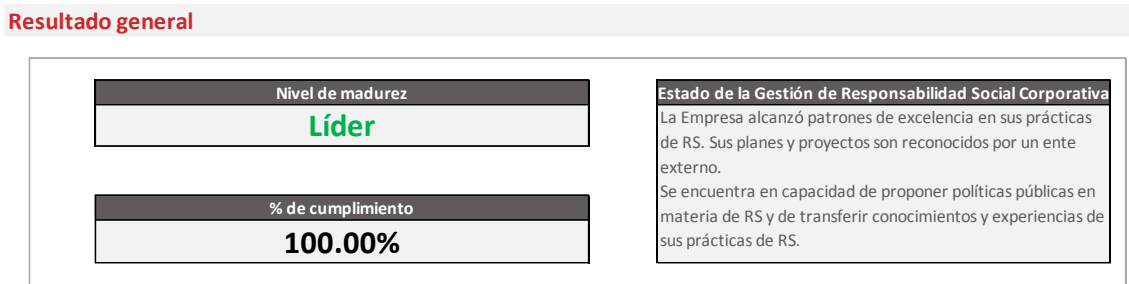 Resultado general
Nivel de madurez
Líder
% de cumplimiento
100.00%
Estado de la Gestión de Responsabilidad Social Corporativa
La Empresa alcanzó patrones de excelencia en sus prácticas
de RS. Sus planes y proyectos son reconocidos por un ente
externo.
Se encuentra en capacidad de proponer políticas públicas en
materia de RS y de transferir conocimientos y experiencias de
sus prácticas de RS.